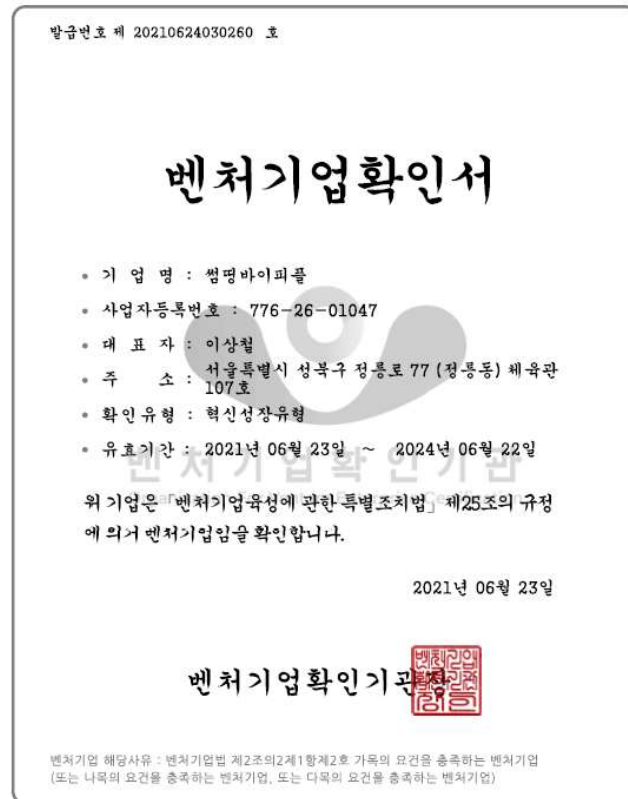 발급번호 제 20210624030260 호
벤처기업확인서
• 기 업 명 : 썸띵바이피플
• 사업자등록번호 : 776-26-01047
• 대 표 자 : 이상철
• 주 소 : 서울특별시 성북구 정릉로 77 (정릉동) 체육관
107호
• 확인유형 : 혁신성장유형
• 유효기간 : 2021년 06월 23일 ~ 2024년 06월 22일
벤처기업확인기관
위 기업은 「벤처기업육성에 관한 특별조치법」 제25조의 규정
에 의거 벤처기업임을 확인합니다.
2021년 06월 23일
벤처기업확인기관장
벤처기업 해당사유 : 벤처기업법 제2조의2제1항제2호 가목의 요건을 충족하는 벤처기업
(또는 나목의 요건을 충족하는 벤처기업, 또는 다목의 요건을 충족하는 벤처기업)